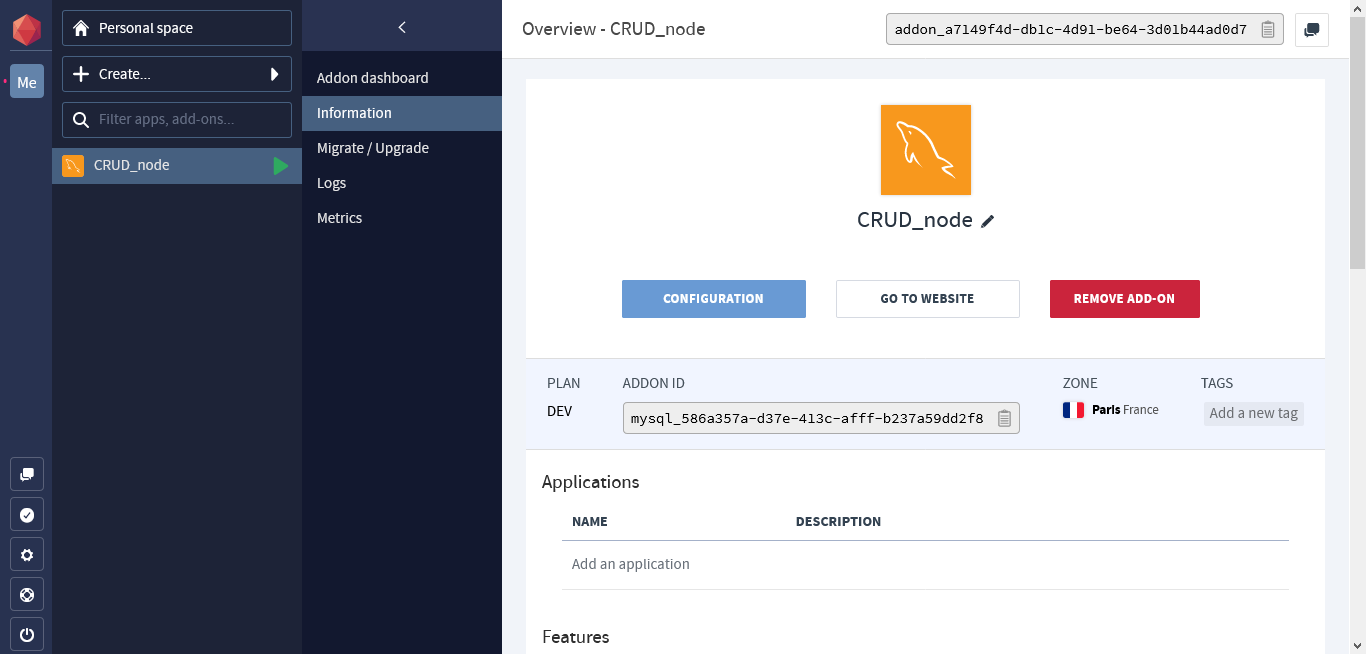 Me
Personal space
Create...
Filter apps, add-ons...
CRUD_node
Addon dashboard
Information
Migrate / Upgrade
Logs
Metrics
Overview - CRUD_node
addon_a7149f4d-db1c-4d91-be64-3d01b44ad0d7
CRUD_node
CONFIGURATION
GO TO WEBSITE
REMOVE ADD-ON
PLAN
DEV
ADDON ID
mysql_586a357a-d37e-413c-afff-b237a59dd2f8
ZONE
Paris France
TAGS
Add a new tag
Applications
NAME DESCRIPTION
Add an application
Features